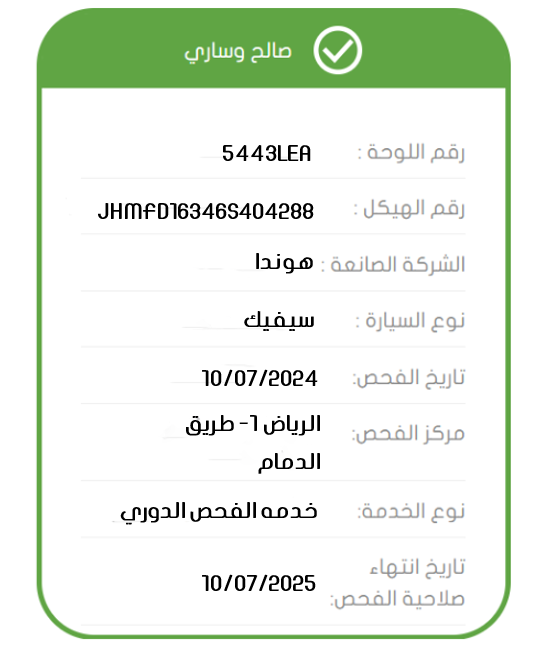 صالح وساري
رقم اللوحة : 5443LEA
رقم الهيكل : JHMFD16346S404288
الشركة الصانعة : هوندا
نوع السيارة : سيفيك
تاريخ الفحص: 10/07/2024
مركز الفحص: الرياض 1- طريق
الدمام
نوع الخدمة: خدمه الفحص الدوري
تاريخ انتهاء
صلاحية الفحص: 10/07/2025